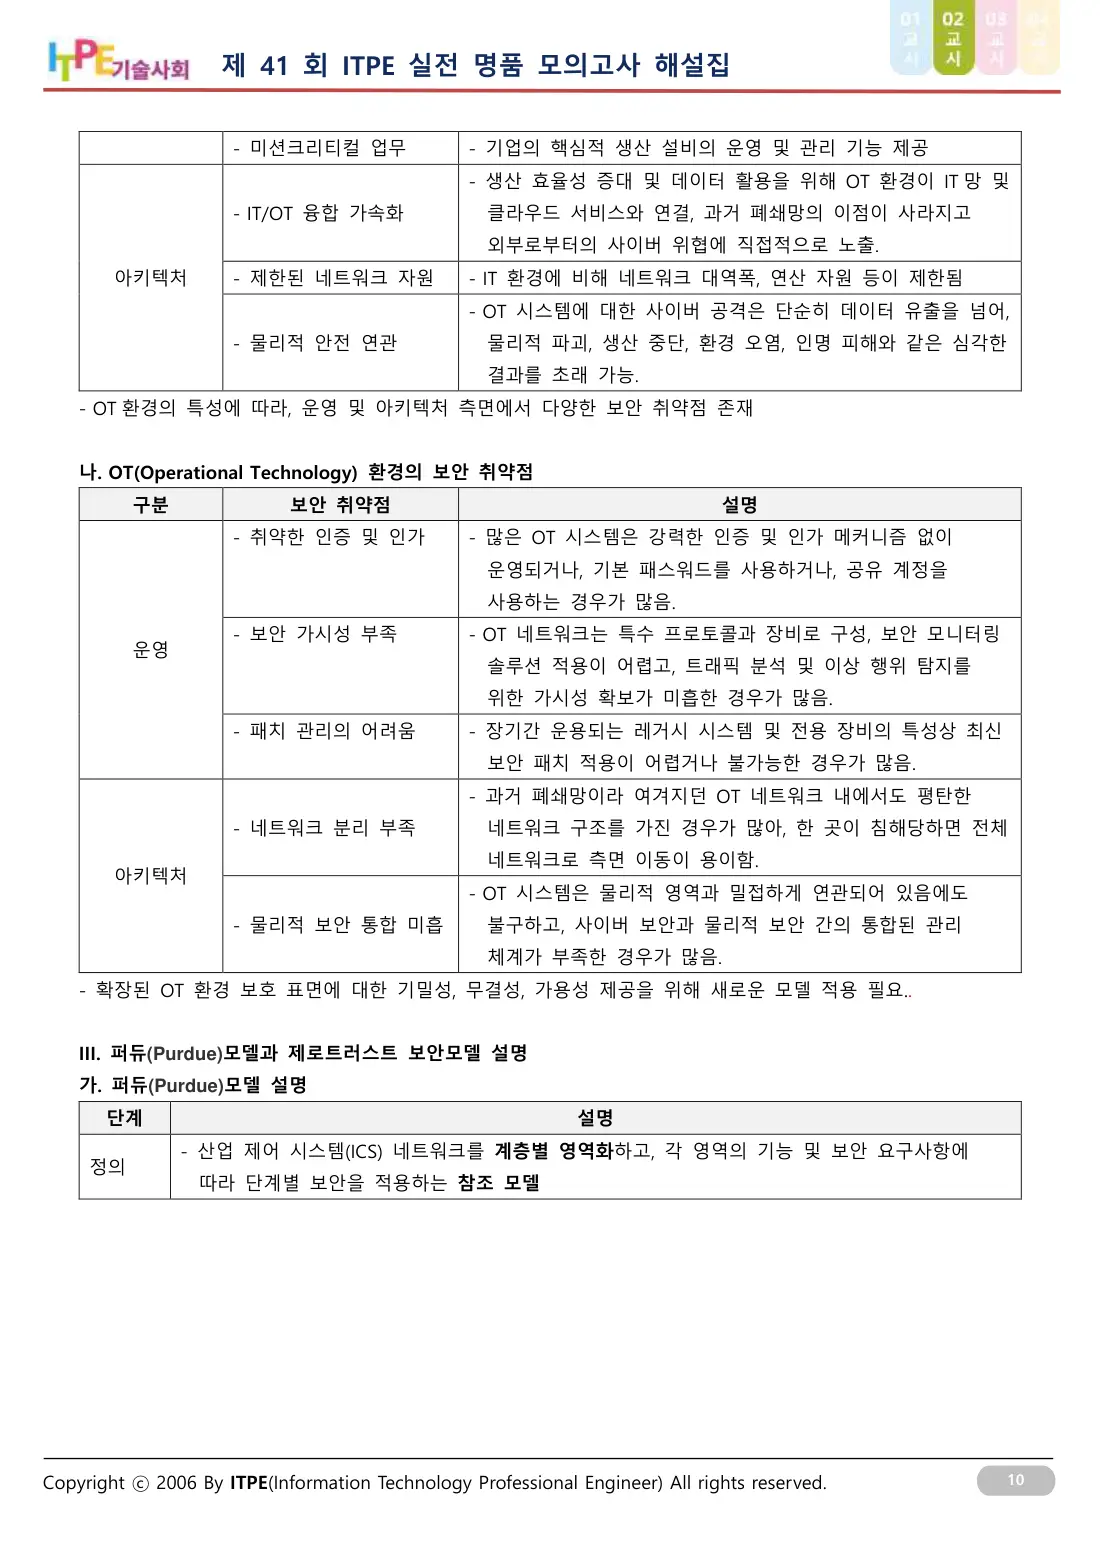 ITPE기술사회 제 41 회 ITPE 실전 명품 모의고사 해설집
01 교시 02 교시 03 교시
- 미션크리티컬 업무
- 기업의 핵심적 생산 설비의 운영 및 관리 기능 제공
아키텍처
- IT/OT 융합 가속화
- 생산 효율성 증대 및 데이터 활용을 위해 OT 환경이 IT 망 및
클라우드 서비스와 연결, 과거 폐쇄망의 이점이 사라지고
외부로부터의 사이버 위협에 직접적으로 노출.
- 제한된 네트워크 자원
- IT 환경에 비해 네트워크 대역폭, 연산 자원 등이 제한됨
- 물리적 안전 연관
- OT 시스템에 대한 사이버 공격은 단순히 데이터 유출을 넘어,
물리적 파괴, 생산 중단, 환경 오염, 인명 피해와 같은 심각한
결과를 초래 가능.
- OT 환경의 특성에 따라, 운영 및 아키텍처 측면에서 다양한 보안 취약점 존재
나. OT(Operational Technology) 환경의 보안 취약점
구분 보안 취약점 설명
운영
- 취약한 인증 및 인가
- 많은 OT 시스템은 강력한 인증 및 인가 메커니즘 없이
운영되거나, 기본 패스워드를 사용하거나, 공유 계정을
사용하는 경우가 많음.
- 보안 가시성 부족
- OT 네트워크는 특수 프로토콜과 장비로 구성, 보안 모니터링
솔루션 적용이 어렵고, 트래픽 분석 및 이상 행위 탐지를
위한 가시성 확보가 미흡한 경우가 많음.
- 패치 관리의 어려움
- 장기간 운용되는 레거시 시스템 및 전용 장비의 특성상 최신
보안 패치 적용이 어렵거나 불가능한 경우가 많음.
아키텍처
- 네트워크 분리 부족
- 과거 폐쇄망이라 여겨지던 OT 네트워크 내에서도 평탄한
네트워크 구조를 가진 경우가 많아, 한 곳이 침해당하면 전체
네트워크로 측면 이동이 용이함.
- 물리적 보안 통합 미흡
- OT 시스템은 물리적 영역과 밀접하게 연관되어 있음에도
불구하고, 사이버 보안과 물리적 보안 간의 통합된 관리
체계가 부족한 경우가 많음.
- 확장된 OT 환경 보호 표면에 대한 기밀성, 무결성, 가용성 제공을 위해 새로운 모델 적용 필요..
III. 퍼듀(Purdue)모델과 제로트러스트 보안모델 설명
가. 퍼듀(Purdue)모델 설명
단계 설명
정의
- 산업 제어 시스템(ICS) 네트워크를 계층별 영역화하고, 각 영역의 기능 및 보안 요구사항에
따라 단계별 보안을 적용하는 참조 모델
Copyright ⓒ 2006 By ITPE(Information Technology Professional Engineer) All rights reserved.
10